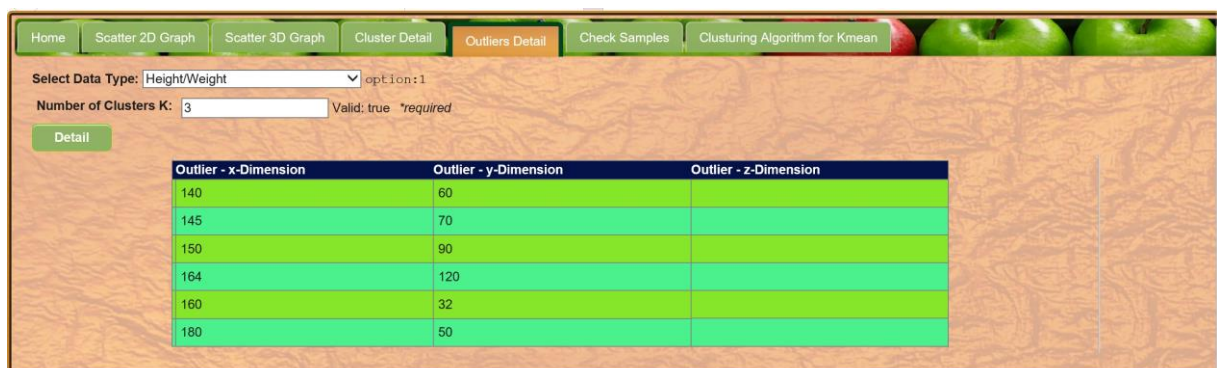 Home Scatter 2D Graph Scatter 3D Graph Cluster Detail Outliers Detail Check Samples Clusturing Algorithm for Kmean
Select Data Type: Height/Weight option:1
Number of Clusters K: 3 Valid: true *required
Detail
Outlier - x-Dimension Outlier - y-Dimension Outlier - z-Dimension
140 60
145 70
150 90
164 120
160 32
180 50